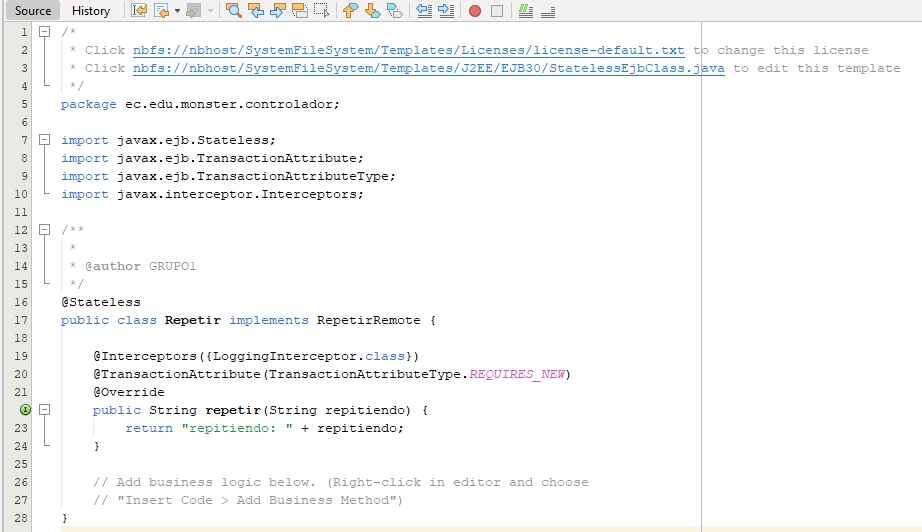 Source History
1 /*
2 * Click nbfs://nbhost/SystemFileSystem/Templates/Licenses/license-default.txt to change this license
3 * Click nbfs://nbhost/SystemFileSystem/Templates/J2EE/EJB30/StatelessEjbClass.java to edit this template
4 */
5 package ec.edu.monster.controlador;
6
7 import javax.ejb.Stateless;
8 import javax.ejb.TransactionAttribute;
9 import javax.ejb.TransactionAttributeType;
10 import javax.interceptor.Interceptors;
11
12 /**
13 *
14 * @author GRUPO1
15 */
16 @Stateless
17 public class Repetir implements RepetirRemote {
18
19 @Interceptors({LoggingInterceptor.class})
20 @TransactionAttribute(TransactionAttributeType.REQUIRES_NEW)
21 @Override
public String repetir(String repitiendo) {
23 return "repitiendo: " + repitiendo;
24 }
25
26 // Add business logic below. (Right-click in editor and choose
27 // "Insert Code > Add Business Method")
28 }